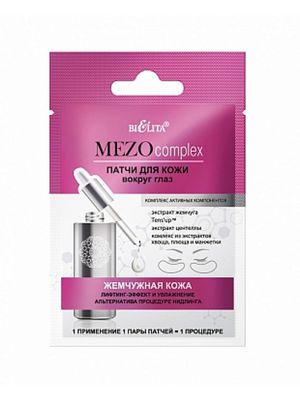 BIELITA®
MEZOcomplex
ПАТЧИ ДЛЯ КОЖИ
вокруг глаз
КОМПЛЕКС АКТИВНЫХ КОМПОНЕНТОВ
экстракт жемчуга
Tens'up™
экстракт центеллы
комплекс из экстрактов
хвоща, плюща и манжетки
ЖЕМЧУЖНАЯ КОЖА
ЛИФТИНГ-ЭФФЕКТ И УВЛАЖНЕНИЕ
АЛЬТЕРНАТИВА ПРОЦЕДУРЕ НИДЛИНГА
1 ПРИМЕНЕНИЕ 1 ПАРЫ ПАТЧЕЙ = 1 ПРОЦЕДУРЕ